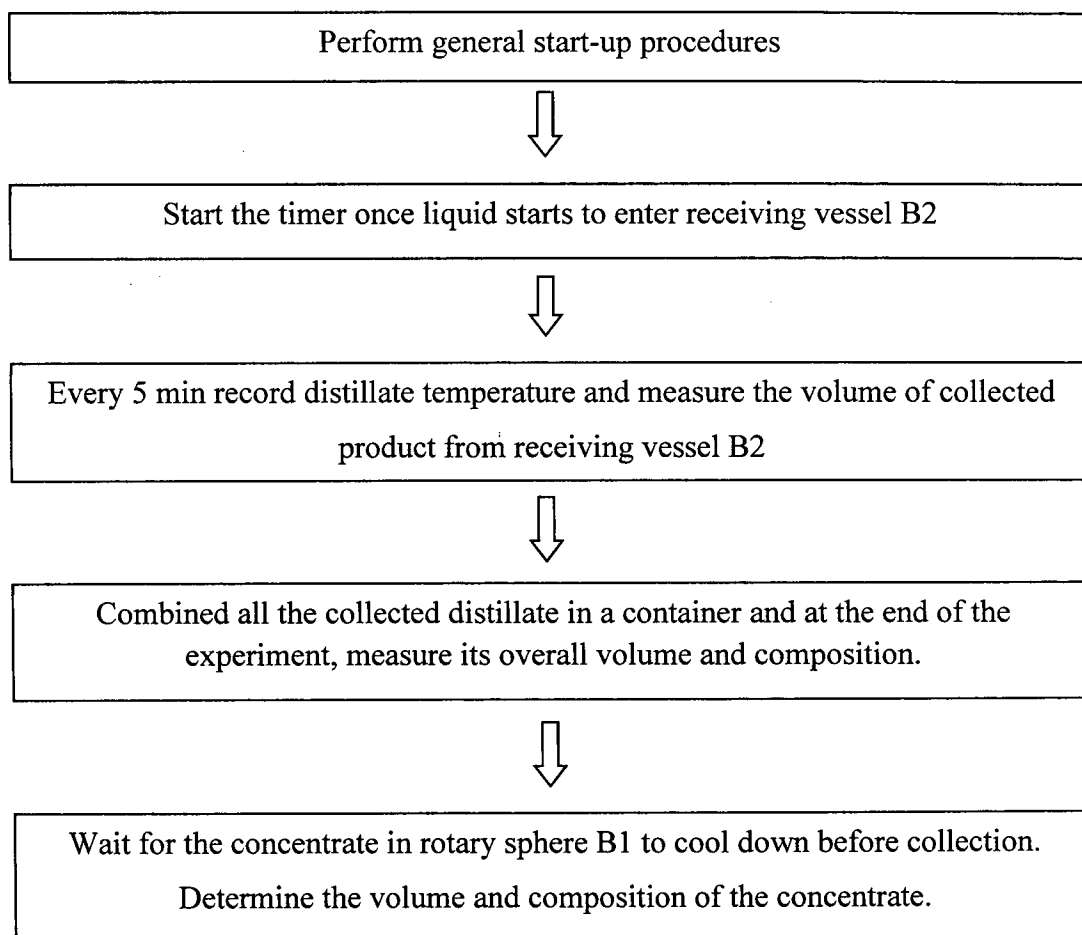 Perform general start-up procedures
Start the timer once liquid starts to enter receiving vessel B2
Every 5 min record distillate temperature and measure the volume of collected
product from receiving vessel B2
Combined all the collected distillate in a container and at the end of the
experiment, measure its overall volume and composition.
Wait for the concentrate in rotary sphere B1 to cool down before collection.
Determine the volume and composition of the concentrate.